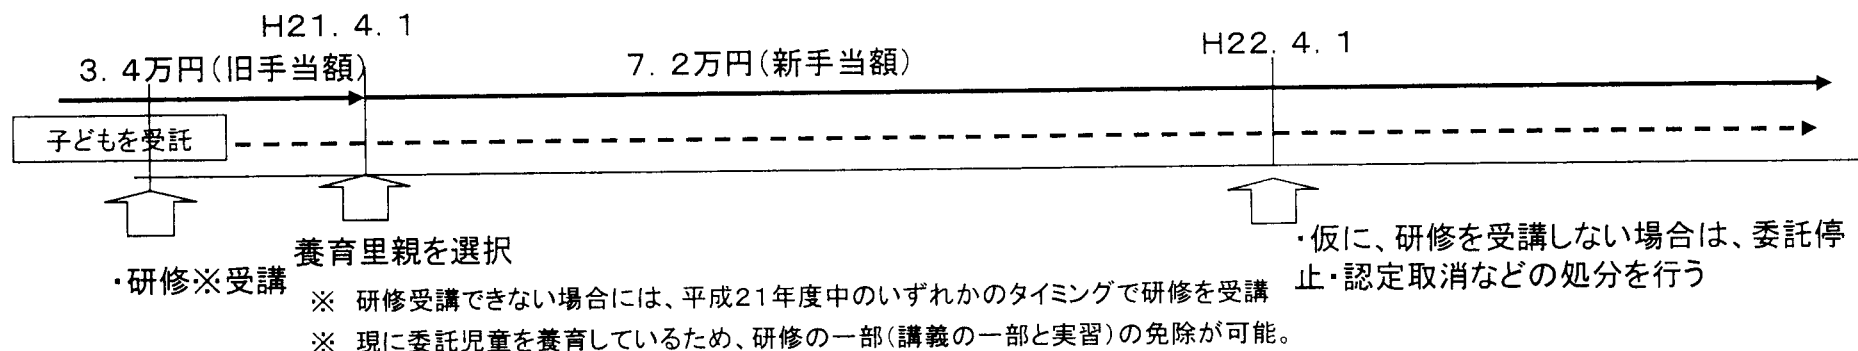 H21. 4. 1
3. 4万円(旧手当額)
7. 2万円(新手当額)
H22. 4. 1
子どもを受託
・研修※受講
養育里親を選択
※ 研修受講できない場合には、平成21年度中のいずれかのタイミングで研修を受講
※ 現に委託児童を養育しているため、研修の一部(講義の一部と実習)の免除が可能。
・仮に、研修を受講しない場合は、委託停
止・認定取消などの処分を行う